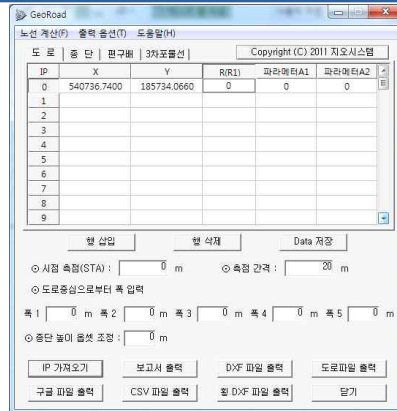 GeoRoad
노선 계산(F) 출력 옵션(T) 도움말(H)
도 로 종 단 편구배 3차포물선 Copyright (C) 2011 지오시스템
IP X Y R(R1) 파라메터A1 파라메터A2
0 540736.7400 185734.0660 0 0 0
1
2
3
4
5
6
7
8
9
행 삽입 행 삭제 Data 저장
시점 측점(STA) : 0 m 측점 간격 : 20 m
도로중심으로부터 폭 입력
폭 1 0 m 폭 2 0 m 폭 3 0 m 폭 4 0 m 폭 5 0 m
종단 높이 옵셋 조정 : 0 m
IP 가져오기 보고서 출력 DXF 파일 출력 도로파일 출력
구글 파일 출력 CSV 파일 출력 횡 DXF 파일 출력 닫기